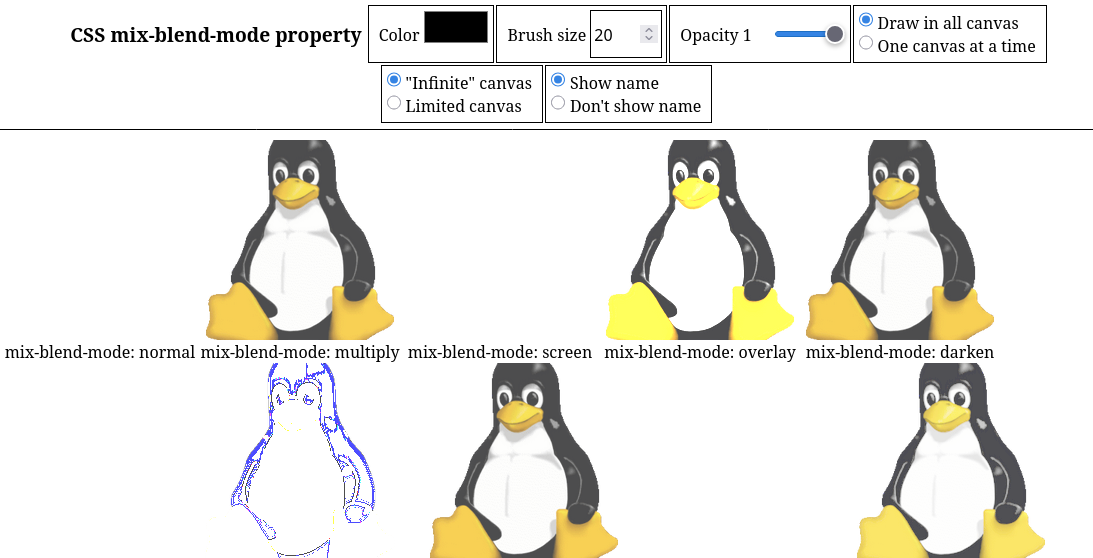 CSS mix-blend-mode property
Color
Brush size 20
Opacity 1
Draw in all canvas
One canvas at a time
"Infinite" canvas
Limited canvas
Show name
Don't show name
mix-blend-mode: normal
mix-blend-mode: multiply
mix-blend-mode: screen
mix-blend-mode: overlay
mix-blend-mode: darken